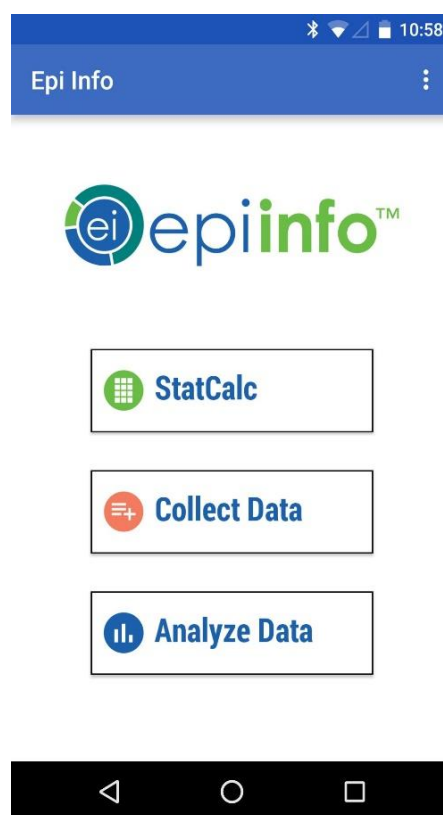 10:58
Epi Info
ei epiinfo™
StatCalc
Collect Data
Analyze Data